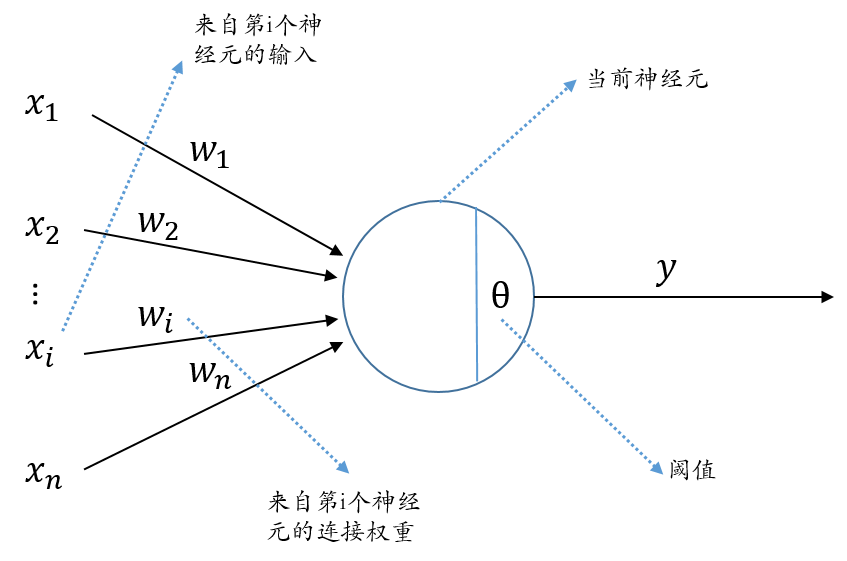 来自第i个神
经元的输入
当前神经元
x₁
w₁
x₂
w₂
y
⋮
θ
wᵢ
xᵢ
wₙ
阈值
xₙ
来自第i个神经
元的连接权重